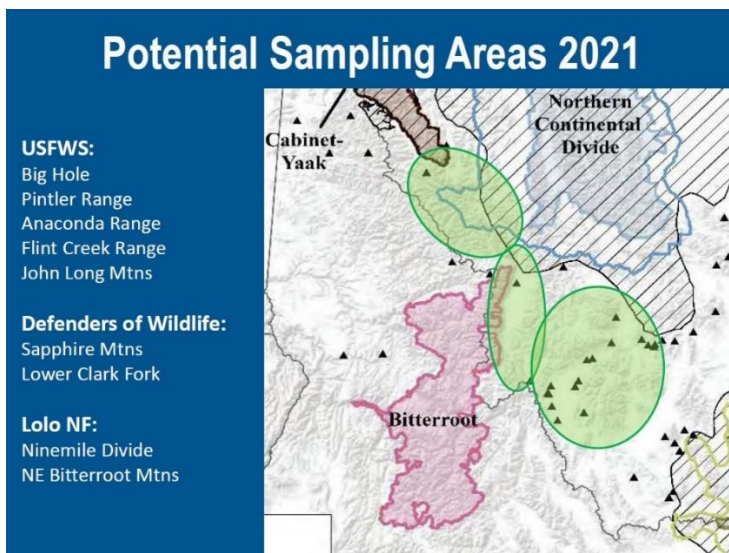 Potential Sampling Areas 2021
USFWS:
Big Hole
Pintler Range
Anaconda Range
Flint Creek Range
John Long Mtns
Defenders of Wildlife:
Sapphire Mtns
Lower Clark Fork
Lolo NF:
Ninemile Divide
NE Bitterroot Mtns
Cabinet-
Yaak
Northern
Continental
Divide
Bitterroot